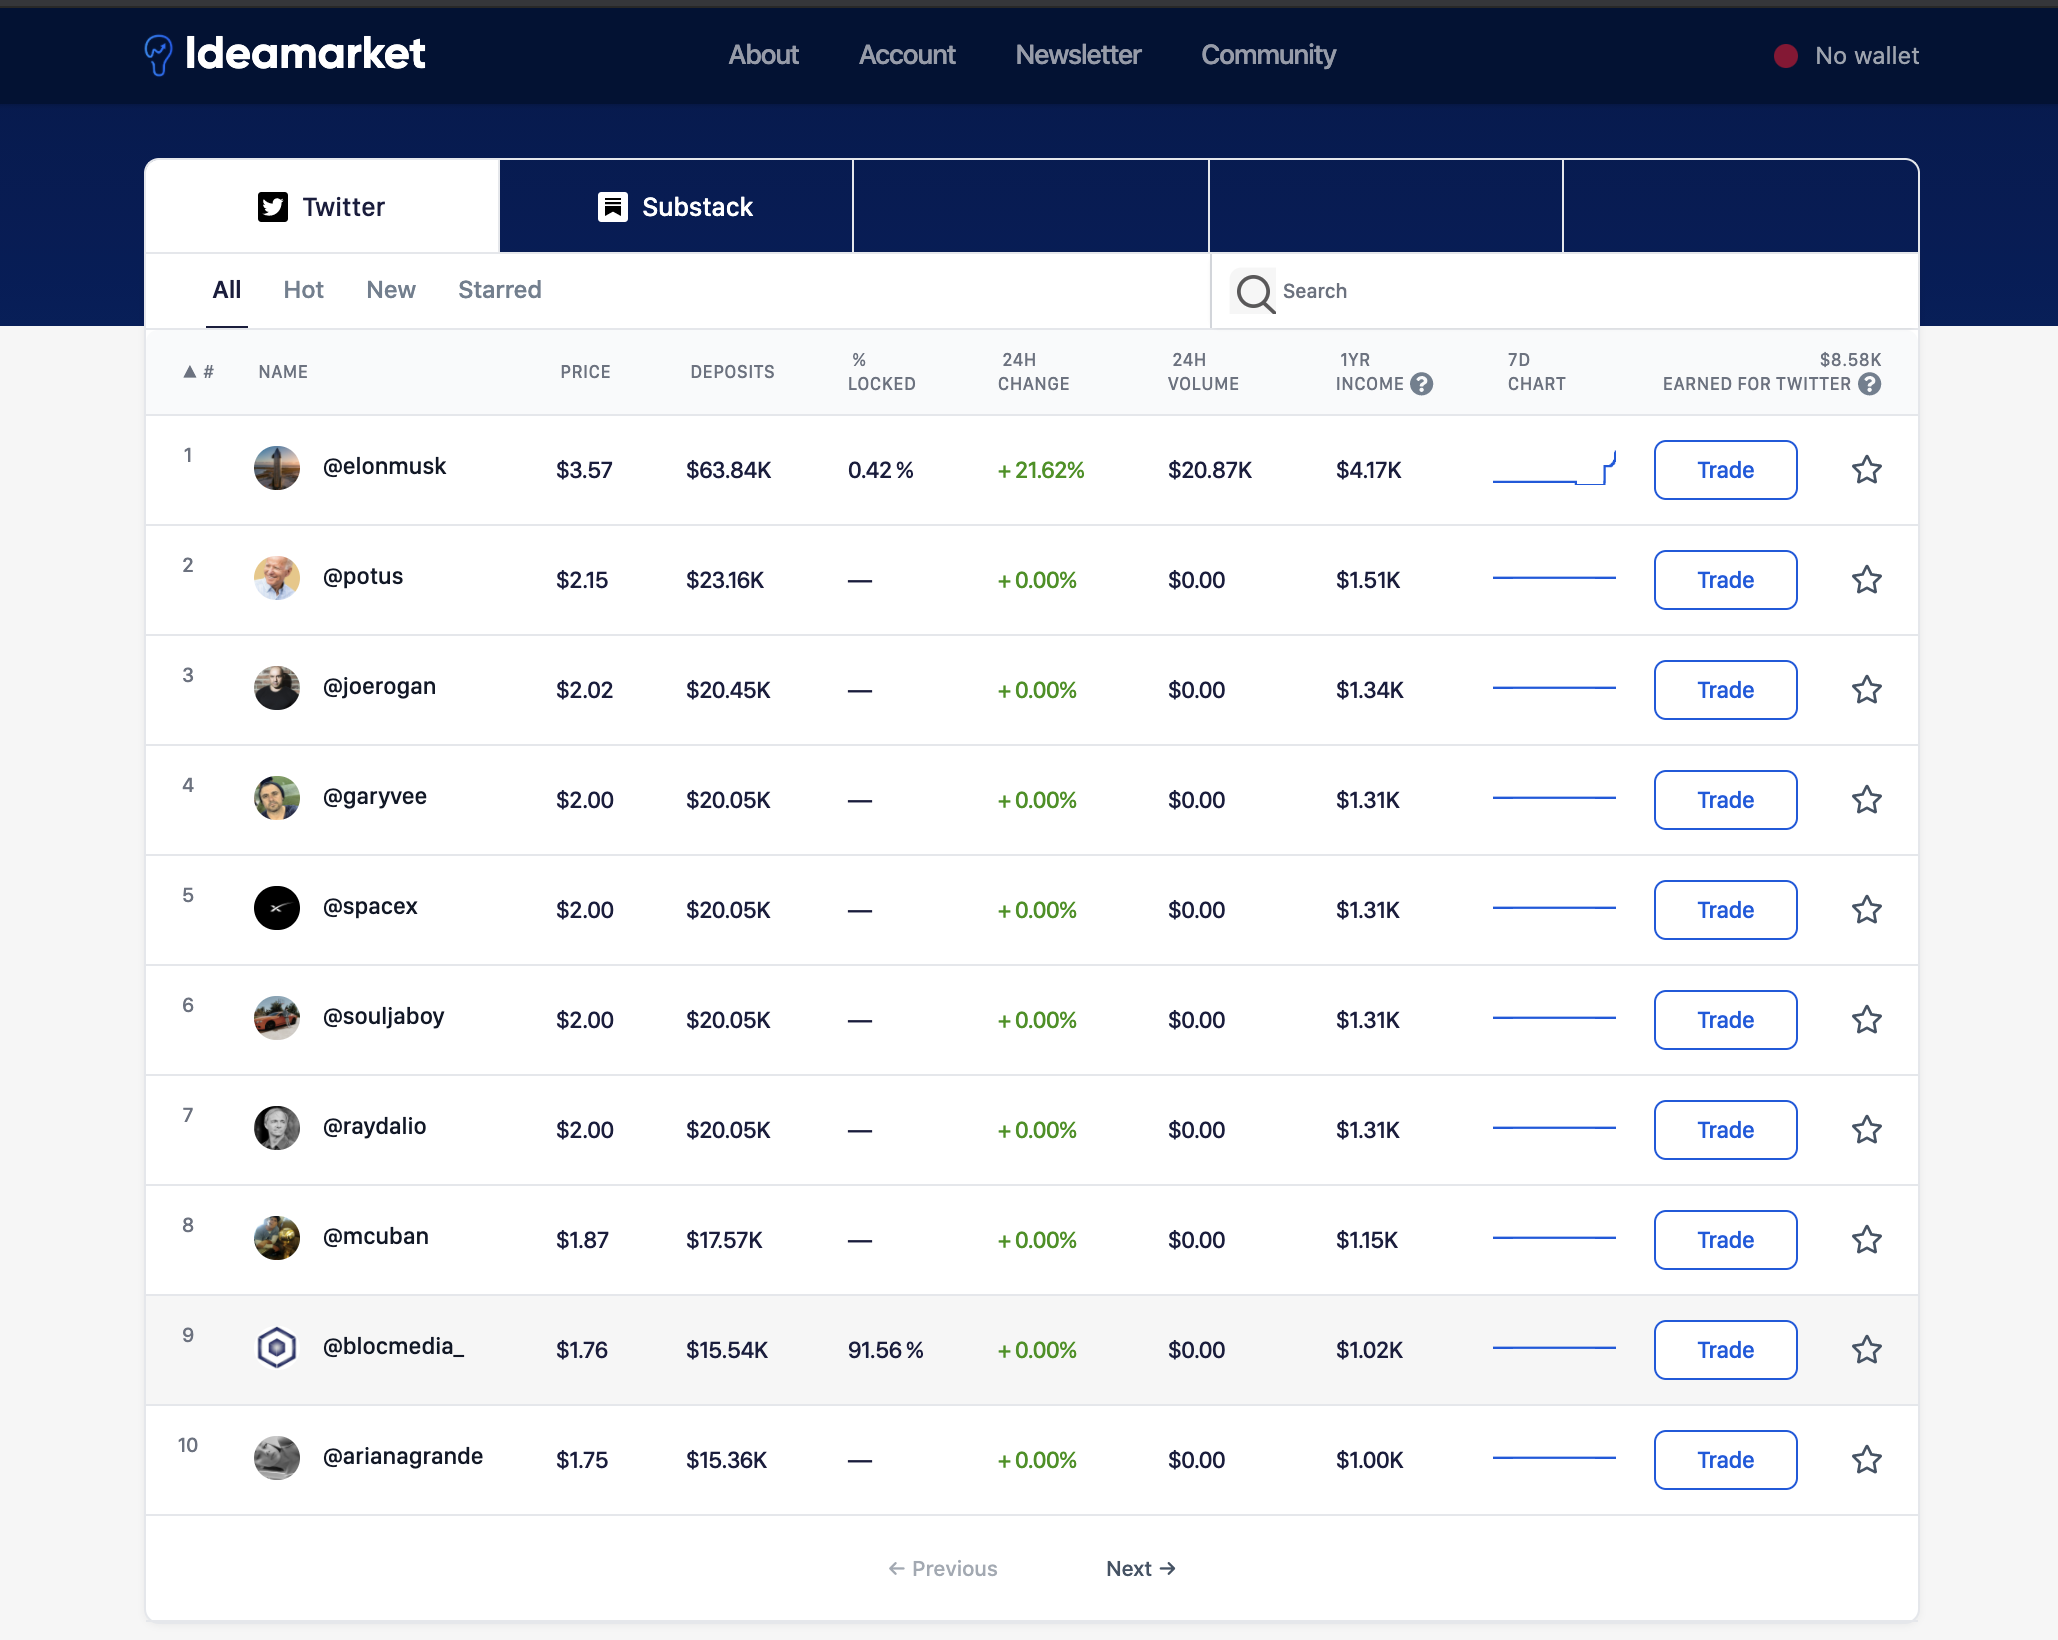 Ideamarket
About Account Newsletter Community
No wallet
Twitter Substack
All Hot New Starred
Search
▲ # NAME PRICE DEPOSITS % LOCKED 24H CHANGE 24H VOLUME 1YR INCOME ? 7D CHART $8.58K EARNED FOR TWITTER ?
1 @elonmusk $3.57 $63.84K 0.42 % + 21.62% $20.87K $4.17K Trade
2 @potus $2.15 $23.16K — + 0.00% $0.00 $1.51K Trade
3 @joerogan $2.02 $20.45K — + 0.00% $0.00 $1.34K Trade
4 @garyvee $2.00 $20.05K — + 0.00% $0.00 $1.31K Trade
5 @spacex $2.00 $20.05K — + 0.00% $0.00 $1.31K Trade
6 @souljaboy $2.00 $20.05K — + 0.00% $0.00 $1.31K Trade
7 @raydalio $2.00 $20.05K — + 0.00% $0.00 $1.31K Trade
8 @mcuban $1.87 $17.57K — + 0.00% $0.00 $1.15K Trade
9 @blocmedia_ $1.76 $15.54K 91.56 % + 0.00% $0.00 $1.02K Trade
10 @arianagrande $1.75 $15.36K — + 0.00% $0.00 $1.00K Trade
← Previous Next →